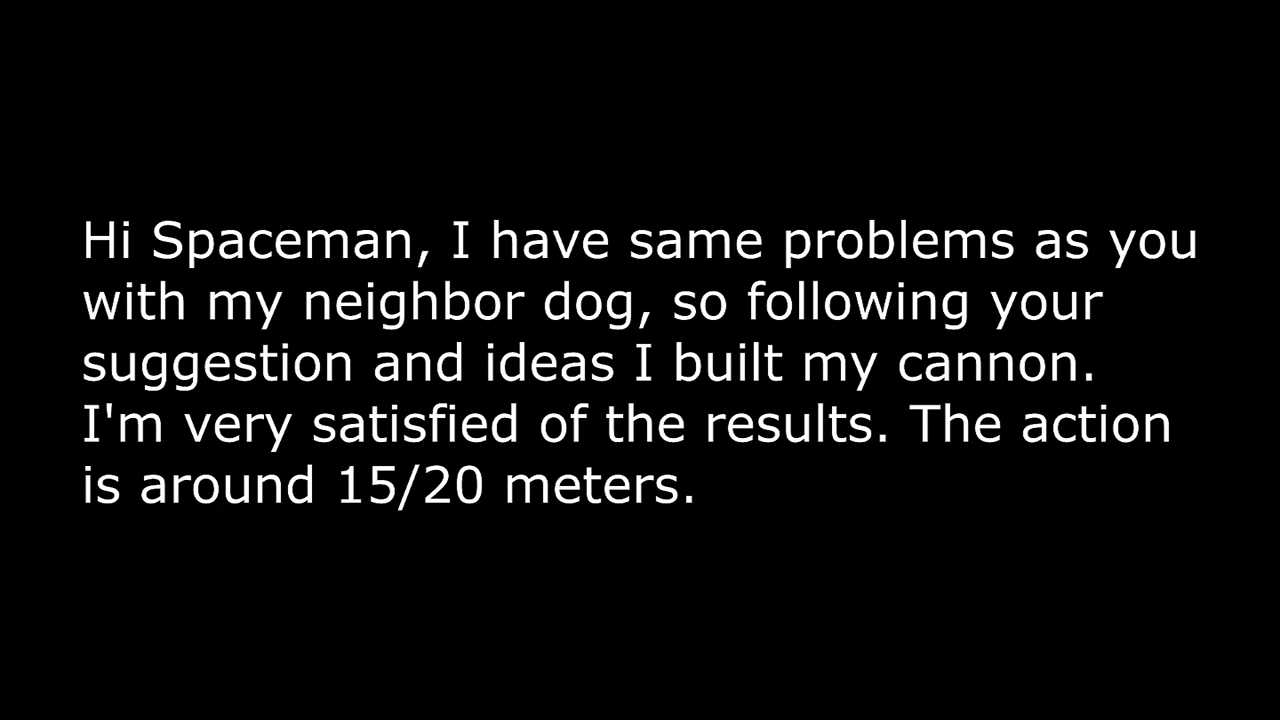 Hi Spaceman, I have same problems as you
with my neighbor dog, so following your
suggestion and ideas I built my cannon.
I'm very satisfied of the results. The action
is around 15/20 meters.